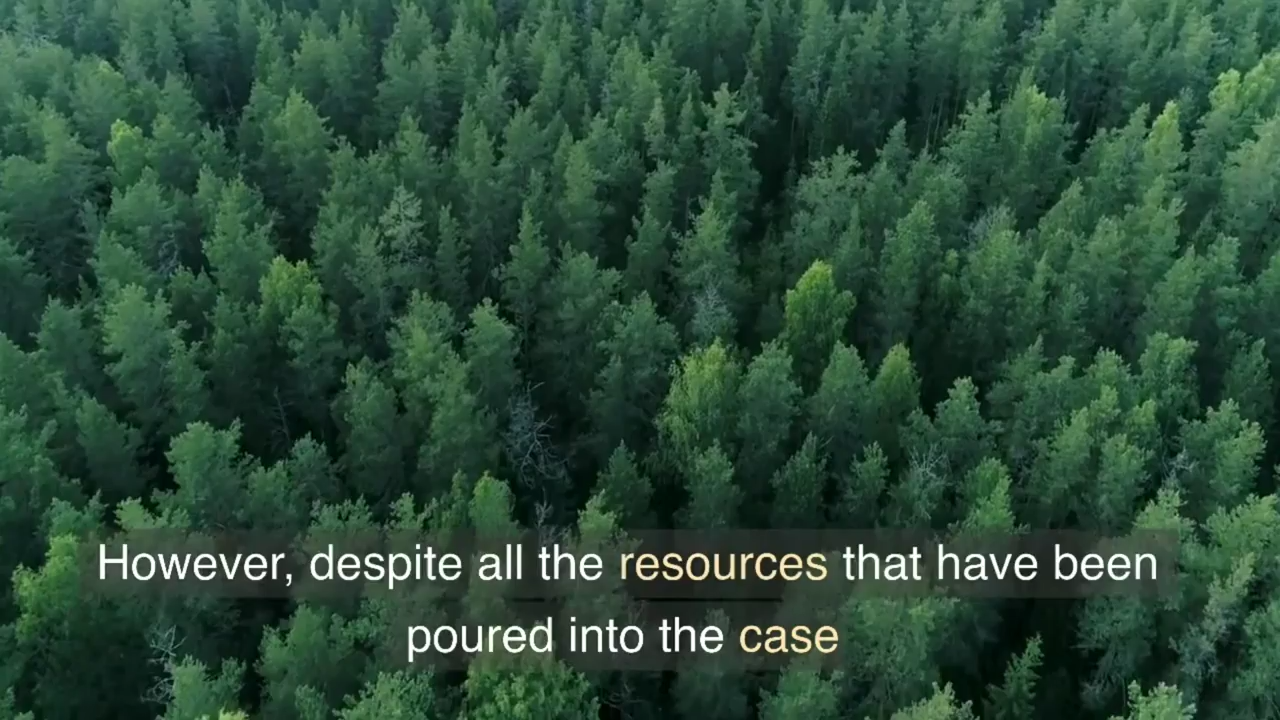 However, despite all the resources that have been
poured into the case